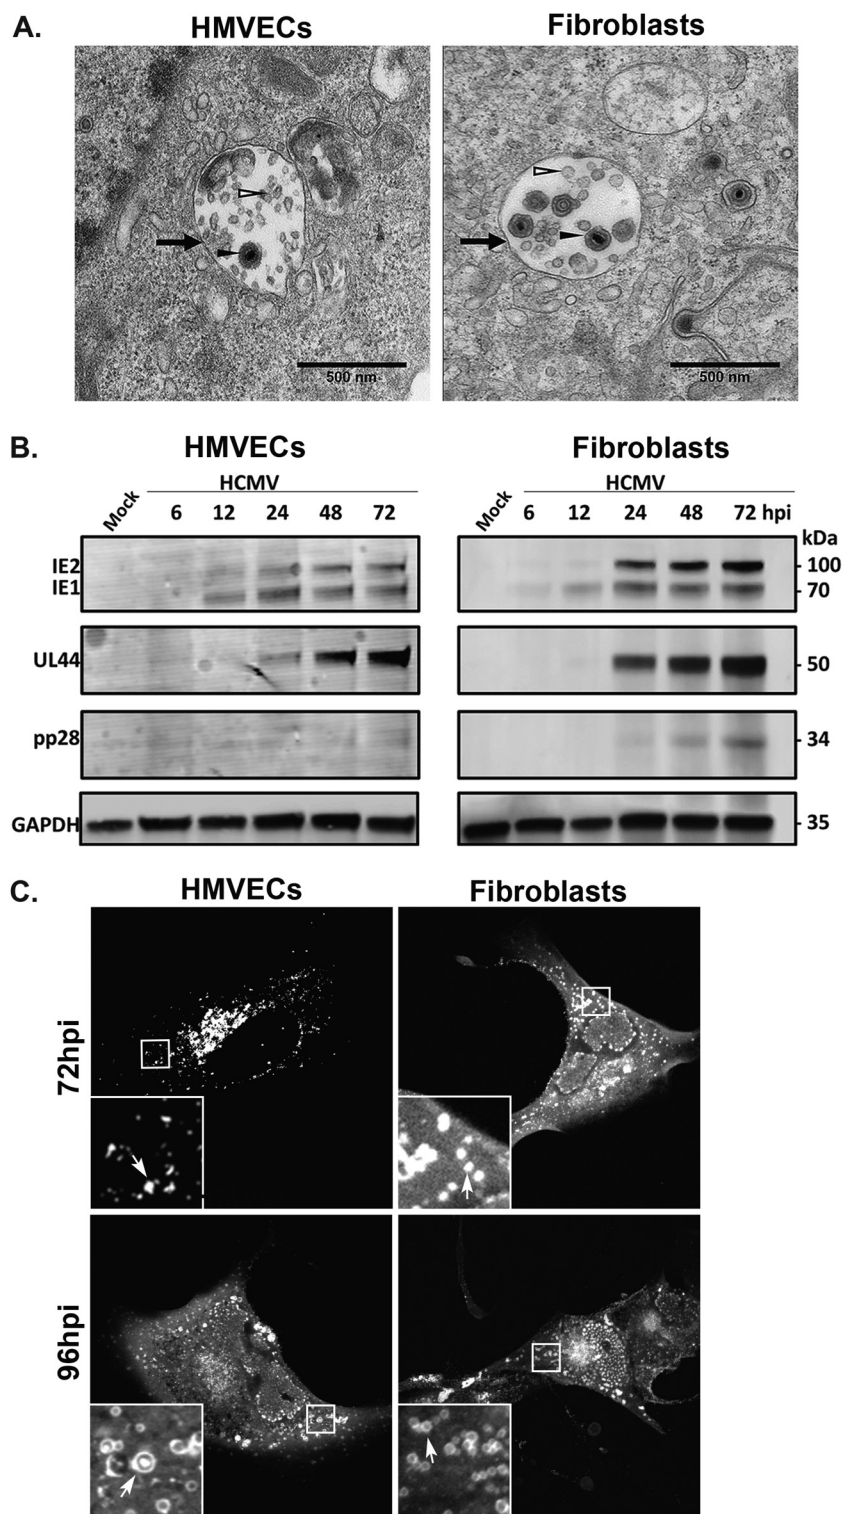 A.
HMVECs Fibroblasts
500 nm 500 nm
B.
HMVECs Fibroblasts
HCMV HCMV
Mock 6 12 24 48 72 Mock 6 12 24 48 72 hpi
kDa
IE2 - 100
IE1 - 70
UL44 - 50
pp28 - 34
GAPDH - 35
C.
HMVECs Fibroblasts
72hpi
96hpi